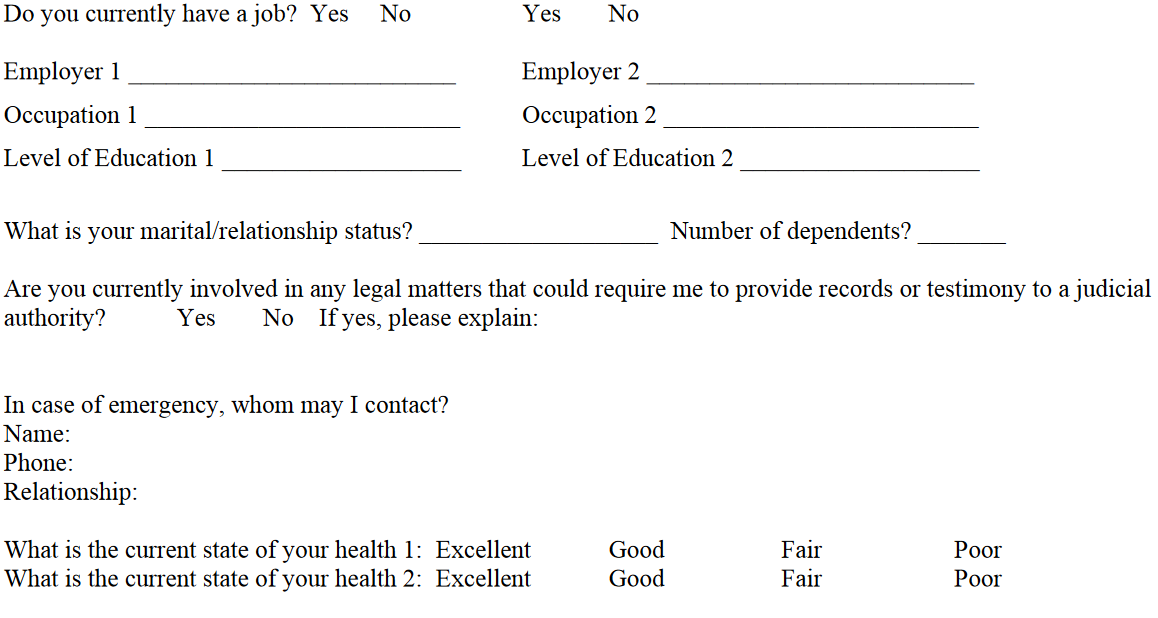 Do you currently have a job?  Yes     No                    Yes        No
Employer 1 __________________________     Employer 2 __________________________
Occupation 1 _________________________     Occupation 2 _________________________
Level of Education 1 ___________________     Level of Education 2 ___________________
What is your marital/relationship status? ___________________  Number of dependents? _______
Are you currently involved in any legal matters that could require me to provide records or testimony to a judicial
authority?            Yes        No    If yes, please explain:
In case of emergency, whom may I contact?
Name:
Phone:
Relationship:
What is the current state of your health 1:  Excellent             Good                    Fair                      Poor
What is the current state of your health 2:  Excellent             Good                    Fair                      Poor